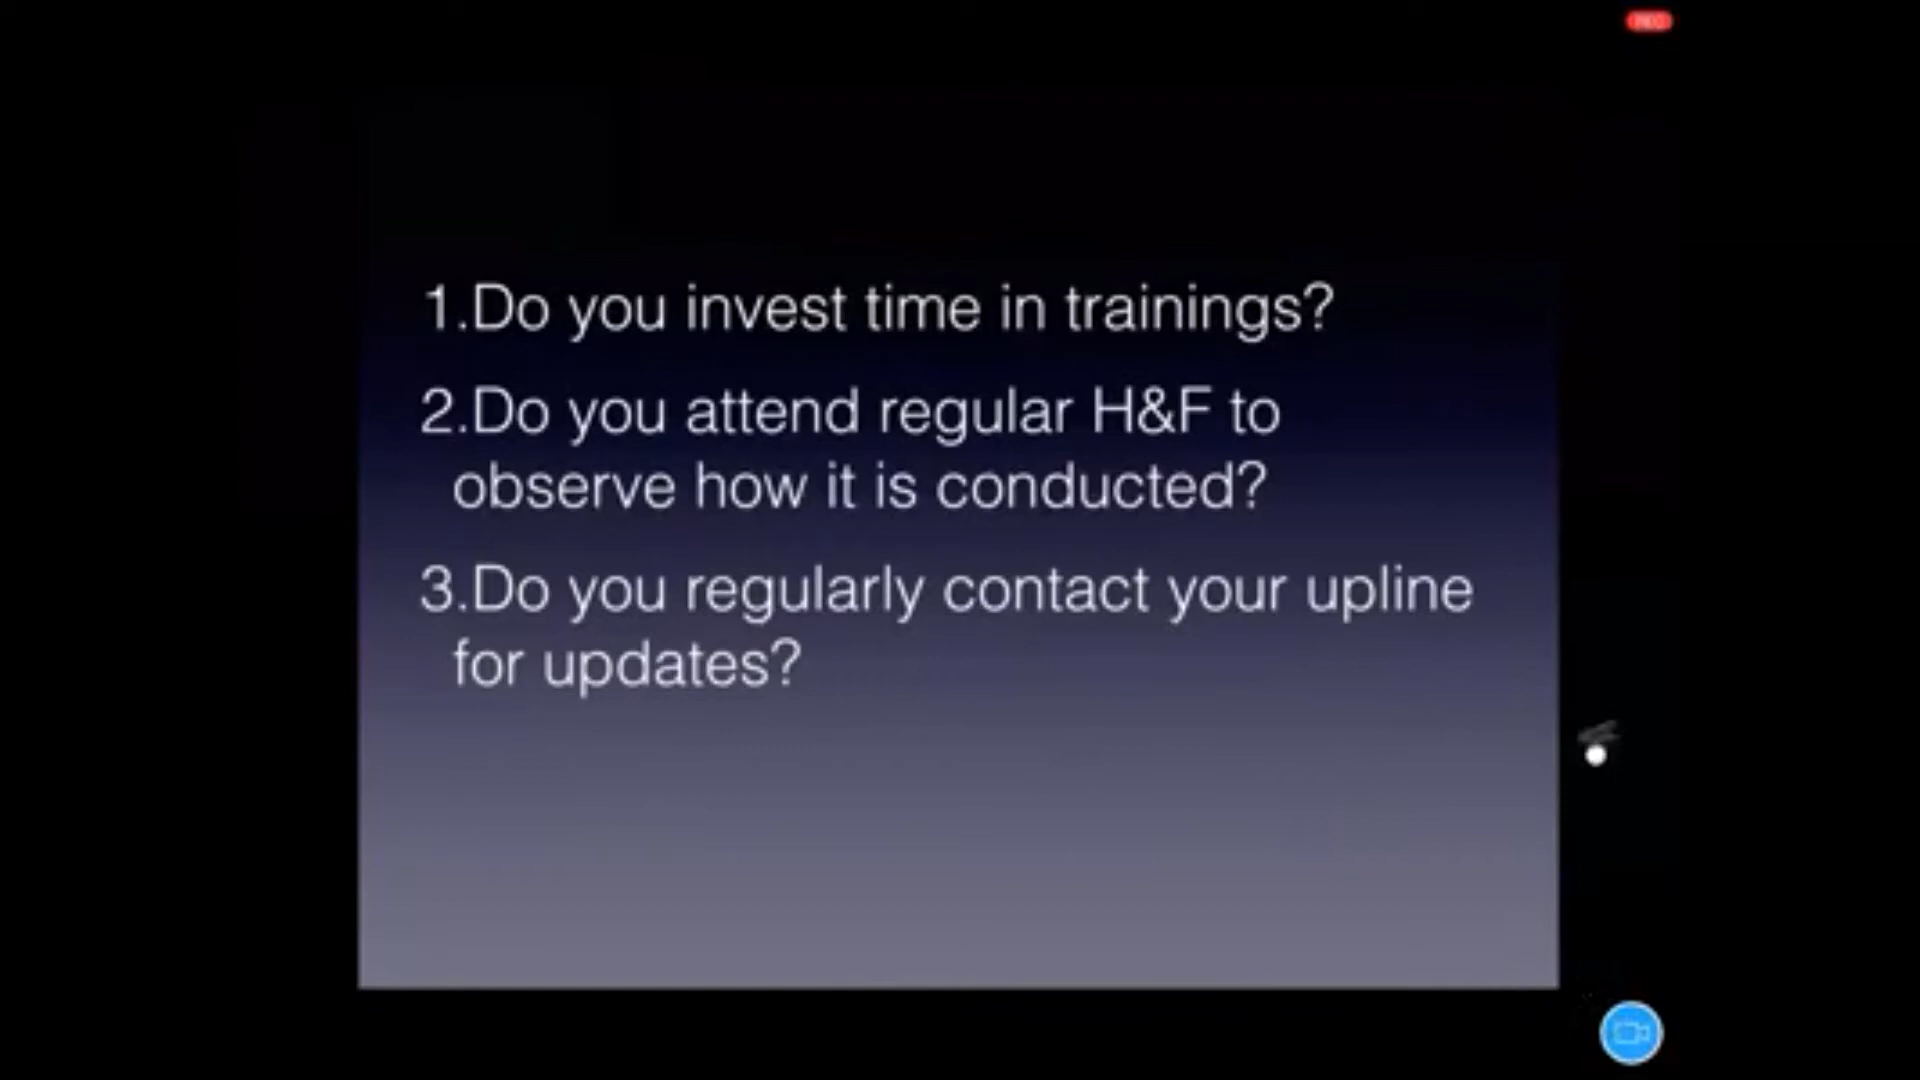 REC
1.Do you invest time in trainings?
2.Do you attend regular H&F to
observe how it is conducted?
3.Do you regularly contact your upline
for updates?